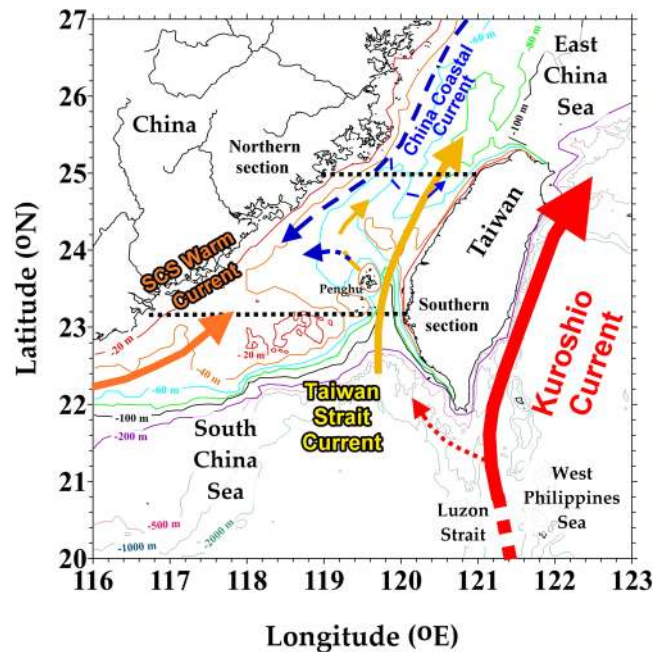 27
26
25
24
23
22
21
20
Latitude (oN)
116
117
118
119
120
121
122
123
Longitude (oE)
-60 m
-80 m
East
China
Sea
China
China Coastal
Current
-100 m
Northern
section
Taiwan
SCS Warm
Current
Penghu
Southern
section
-20 m
-20 m
-40 m
-60 m
-100 m
-200 m
Taiwan
Strait
Current
Kuroshio
Current
South
China
Sea
West
Philippines
Sea
Luzon
Strait
-500 m
-1000 m
-2000 m